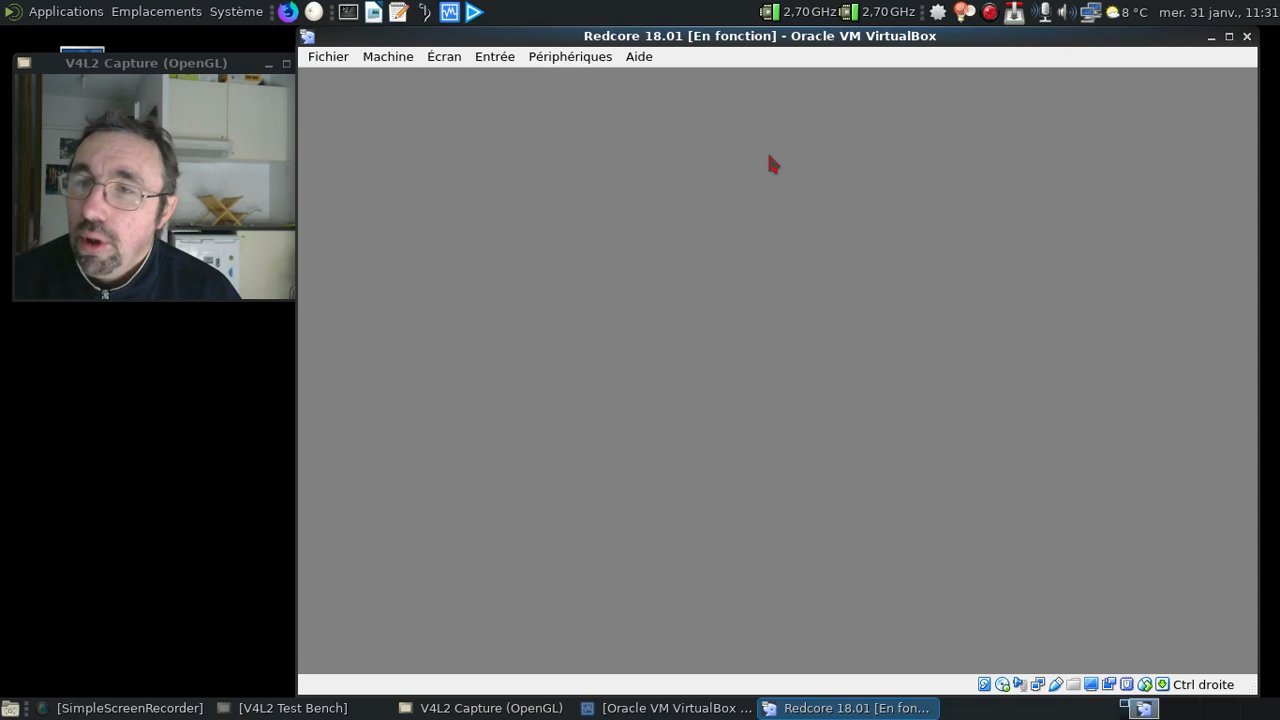 Applications Emplacements Système
2,70 GHz 2,70 GHz
8 °C mer. 31 janv., 11:31
Redcore 18.01 [En fonction] - Oracle VM VirtualBox
V4L2 Capture (OpenGL)
Fichier Machine Écran Entrée Périphériques Aide
Ctrl droite
[SimpleScreenRecorder] [V4L2 Test Bench] V4L2 Capture (OpenGL) [Oracle VM VirtualBox ... Redcore 18.01 [En fon...